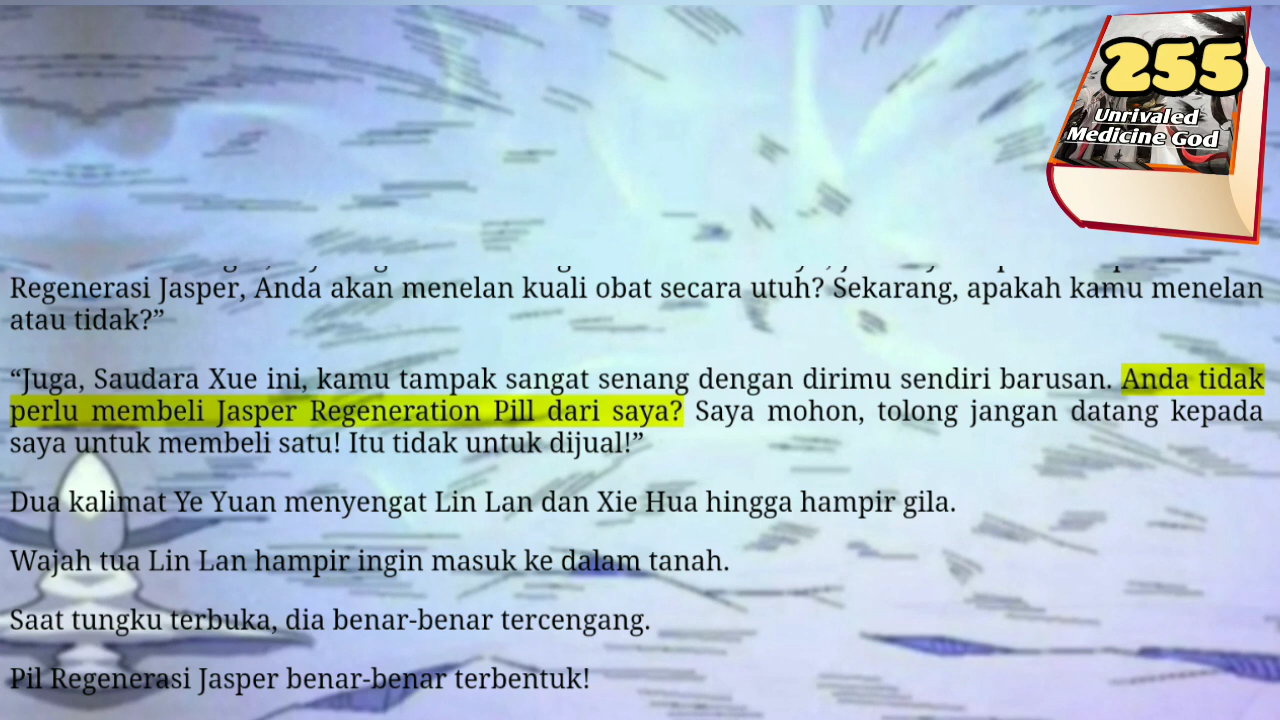 255
Unrivaled
Medicine God
Regenerasi Jasper, Anda akan menelan kuali obat secara utuh? Sekarang, apakah kamu menelan
atau tidak?”
“Juga, Saudara Xue ini, kamu tampak sangat senang dengan dirimu sendiri barusan. Anda tidak
perlu membeli Jasper Regeneration Pill dari saya? Saya mohon, tolong jangan datang kepada
saya untuk membeli satu! Itu tidak untuk dijual!”
Dua kalimat Ye Yuan menyengat Lin Lan dan Xie Hua hingga hampir gila.
Wajah tua Lin Lan hampir ingin masuk ke dalam tanah.
Saat tungku terbuka, dia benar-benar tercengang.
Pil Regenerasi Jasper benar-benar terbentuk!